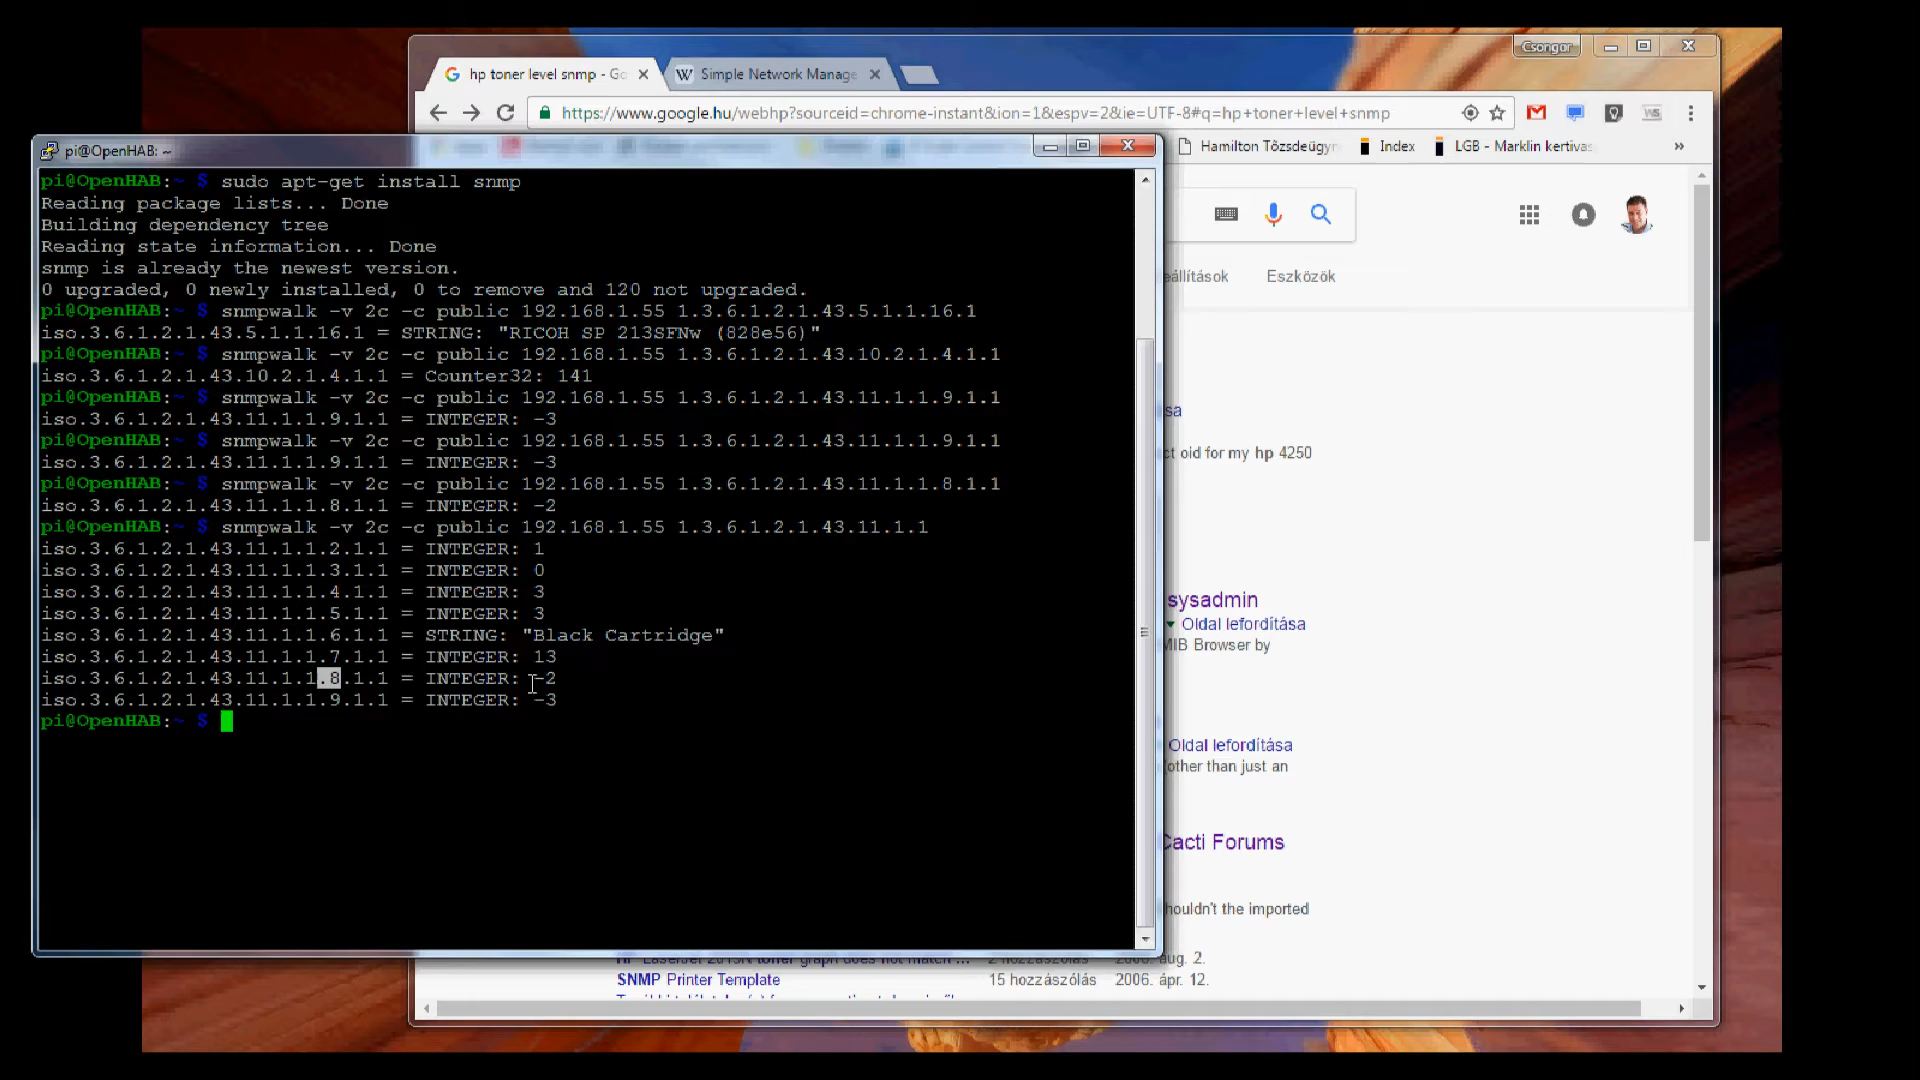 Csongor
hp toner level snmp - Go
Simple Network Manage
https://www.google.hu/webhp?sourceid=chrome-instant&ion=1&espv=2&ie=UTF-8#q=hp+toner+level+snmp
Hamilton Tőzsdeügyn
Index
LGB - Marklin kertivas
pi@OpenHAB: ~
pi@OpenHAB:~ $ sudo apt-get install snmp
Reading package lists... Done
Building dependency tree
Reading state information... Done
snmp is already the newest version.
0 upgraded, 0 newly installed, 0 to remove and 120 not upgraded.
pi@OpenHAB:~ $ snmpwalk -v 2c -c public 192.168.1.55 1.3.6.1.2.1.43.5.1.1.16.1
iso.3.6.1.2.1.43.5.1.1.16.1 = STRING: "RICOH SP 213SFNw (828e56)"
pi@OpenHAB:~ $ snmpwalk -v 2c -c public 192.168.1.55 1.3.6.1.2.1.43.10.2.1.4.1.1
iso.3.6.1.2.1.43.10.2.1.4.1.1 = Counter32: 141
pi@OpenHAB:~ $ snmpwalk -v 2c -c public 192.168.1.55 1.3.6.1.2.1.43.11.1.1.9.1.1
iso.3.6.1.2.1.43.11.1.1.9.1.1 = INTEGER: -3
pi@OpenHAB:~ $ snmpwalk -v 2c -c public 192.168.1.55 1.3.6.1.2.1.43.11.1.1.9.1.1
iso.3.6.1.2.1.43.11.1.1.9.1.1 = INTEGER: -3
pi@OpenHAB:~ $ snmpwalk -v 2c -c public 192.168.1.55 1.3.6.1.2.1.43.11.1.1.8.1.1
iso.3.6.1.2.1.43.11.1.1.8.1.1 = INTEGER: -2
pi@OpenHAB:~ $ snmpwalk -v 2c -c public 192.168.1.55 1.3.6.1.2.1.43.11.1.1
iso.3.6.1.2.1.43.11.1.1.2.1.1 = INTEGER: 1
iso.3.6.1.2.1.43.11.1.1.3.1.1 = INTEGER: 0
iso.3.6.1.2.1.43.11.1.1.4.1.1 = INTEGER: 3
iso.3.6.1.2.1.43.11.1.1.5.1.1 = INTEGER: 3
iso.3.6.1.2.1.43.11.1.1.6.1.1 = STRING: "Black Cartridge"
iso.3.6.1.2.1.43.11.1.1.7.1.1 = INTEGER: 13
iso.3.6.1.2.1.43.11.1.1.8.1.1 = INTEGER: -2
iso.3.6.1.2.1.43.11.1.1.9.1.1 = INTEGER: -3
pi@OpenHAB:~ $
eállítások Eszközök
sa
ct oid for my hp 4250
sysadmin
Oldal lefordítása
MIB Browser by
Oldal lefordítása
(other than just an
Cacti Forums
houldn't the imported
aug. 2.
SNMP Printer Template 15 hozzászólás 2006. ápr. 12.